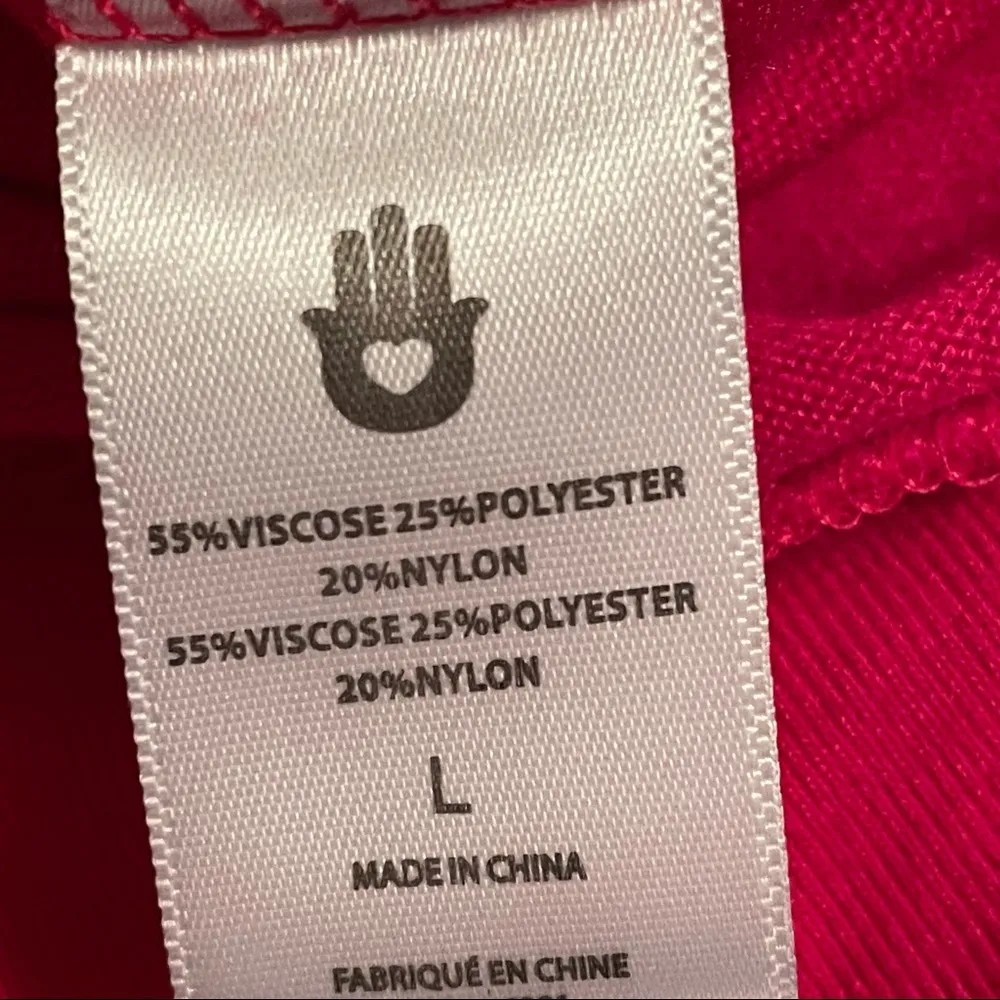 55%VISCOSE 25%POLYESTER
20%NYLON
55%VISCOSE 25%POLYESTER
20%NYLON
L
MADE IN CHINA
FABRIQUÉ EN CHINE